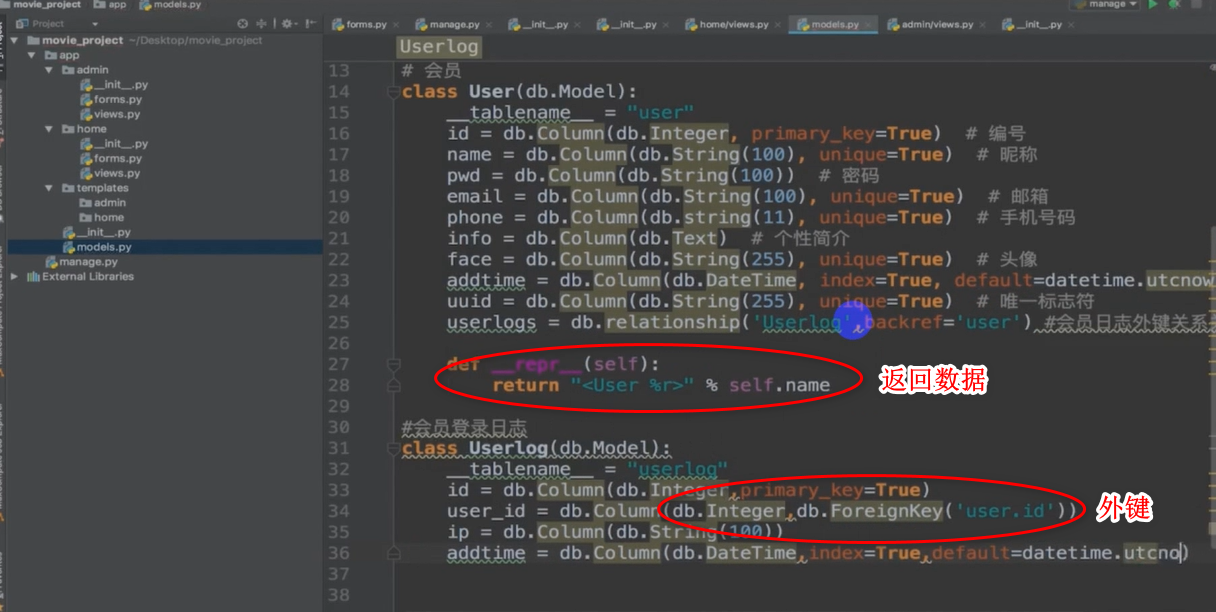 movie_project
app
models.py
manage
Project
forms.py
manage.py
__init__.py
__init__.py
home/views.py
models.py
admin/views.py
__init__.py
movie_project ~/Desktop/movie_project
app
admin
__init__.py
forms.py
views.py
home
__init__.py
forms.py
views.py
templates
admin
home
__init__.py
models.py
manage.py
External Libraries
Userlog
13 # 会员
14 class User(db.Model):
15 __tablename__ = "user"
16 id = db.Column(db.Integer, primary_key=True) # 编号
17 name = db.Column(db.String(100), unique=True) # 昵称
18 pwd = db.Column(db.String(100)) # 密码
19 email = db.Column(db.String(100), unique=True) # 邮箱
20 phone = db.Column(db.string(11), unique=True) # 手机号码
21 info = db.Column(db.Text) # 个性简介
22 face = db.Column(db.String(255), unique=True) # 头像
23 addtime = db.Column(db.DateTime, index=True, default=datetime.utcnow
24 uuid = db.Column(db.String(255), unique=True) # 唯一标志符
25 userlogs = db.relationship('Userlog',backref='user') #会员日志外键关系
26
27 def __repr__(self):
28 return "<User %r>" % self.name
返回数据
29
30 #会员登录日志
31 class Userlog(db.Model):
32 __tablename__ = "userlog"
33 id = db.Column(db.Integer,primary_key=True)
34 user_id = db.Column(db.Integer,db.ForeignKey('user.id'))
外键
35 ip = db.Column(db.String(100))
36 addtime = db.Column(db.DateTime,index=True,default=datetime.utcno)
37
38